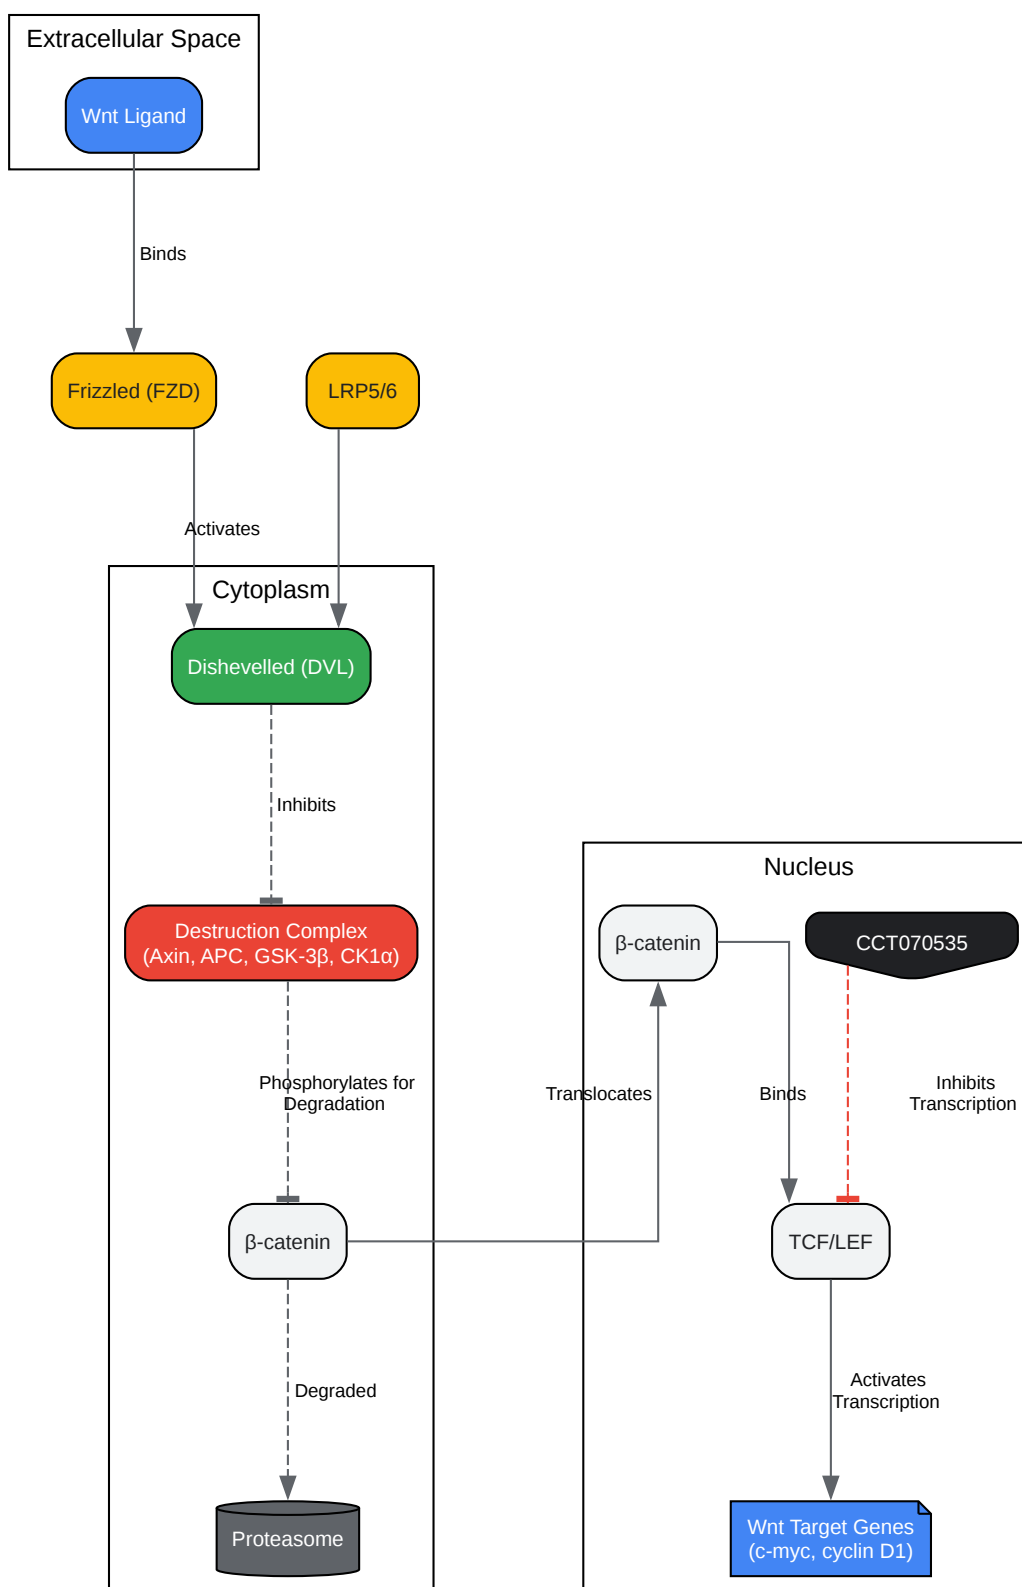 Extracellular Space
Wnt Ligand
Binds
Frizzled (FZD)
LRP5/6
Activates
Cytoplasm
Dishevelled (DVL)
Inhibits
Destruction Complex
(Axin, APC, GSK-3β, CK1α)
Phosphorylates for
Degradation
β-catenin
Degraded
Proteasome
Translocates
Nucleus
β-catenin
CCT070535
Binds
Inhibits
Transcription
TCF/LEF
Activates
Transcription
Wnt Target Genes
(c-myc, cyclin D1)